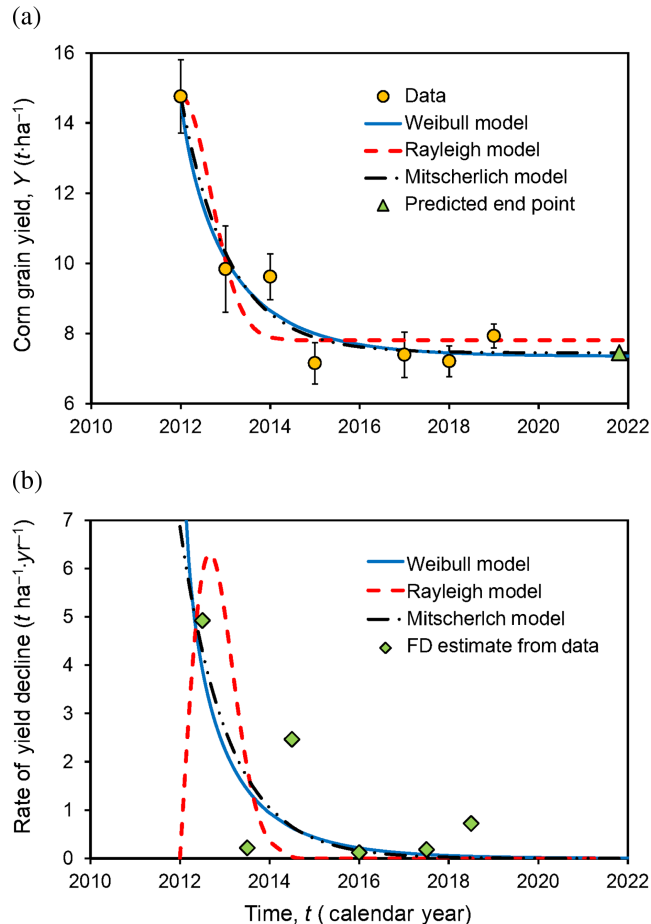 (a)
16
14
12
10
8
6
Corn grain yield, Y (t·ha⁻¹)
Data
Weibull model
Rayleigh model
Mitscherlich model
Predicted end point
2010 2012 2014 2016 2018 2020 2022
(b)
7
6
5
4
3
2
1
0
Rate of yield decline (t ha⁻¹·yr⁻¹)
Weibull model
Rayleigh model
Mitscherlch model
FD estimate from data
2010 2012 2014 2016 2018 2020 2022
Time, t ( calendar year)